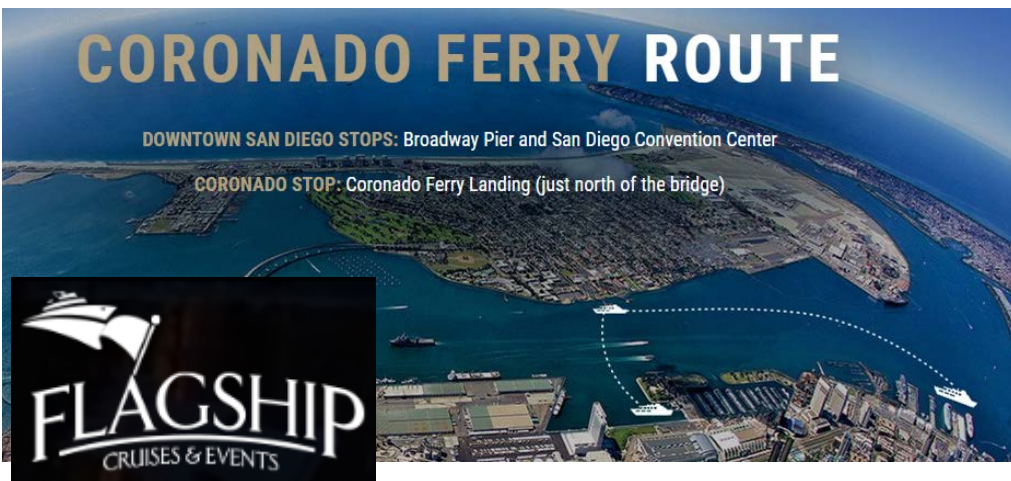 CORONADO FERRY ROUTE
DOWNTOWN SAN DIEGO STOPS: Broadway Pier and San Diego Convention Center
CORONADO STOP: Coronado Ferry Landing (just north of the bridge)
FLAGSHIP
CRUISES & EVENTS